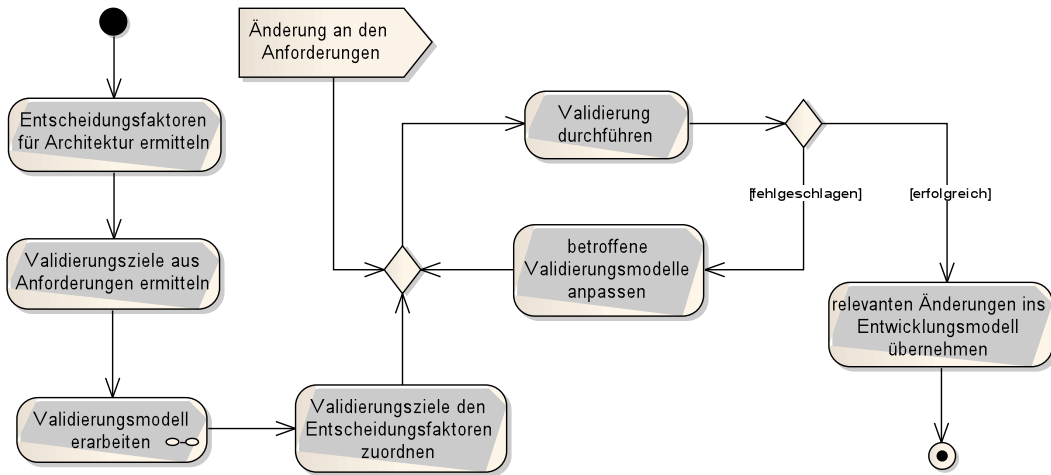 Entscheidungsfaktoren
für Architektur ermitteln
Validierungsziele aus
Anforderungen ermitteln
Validierungsmodell
erarbeiten
Validierungsziele den
Entscheidungsfaktoren
zuordnen
Änderung an den
Anforderungen
Validierung
durchführen
[fehlgeschlagen]
betroffene
Validierungsmodelle
anpassen
[erfolgreich]
relevanten Änderungen ins
Entwicklungsmodell
übernehmen